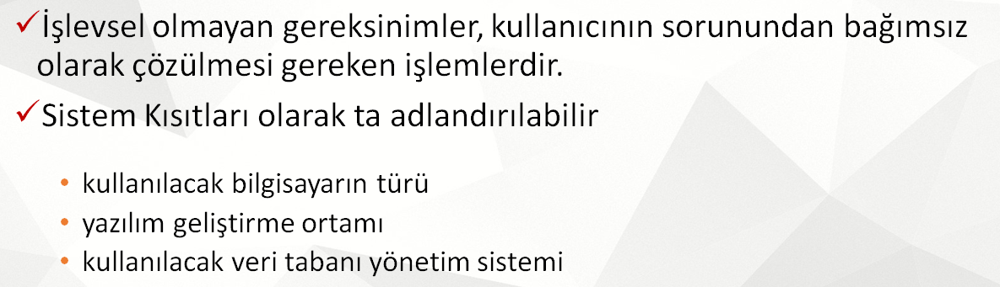 İşlevsel olmayan gereksinimler, kullanıcının sorunundan bağımsız
olarak çözülmesi gereken işlemlerdir.
Sistem Kısıtları olarak ta adlandırılabilir
• kullanılacak bilgisayarın türü
• yazılım geliştirme ortamı
• kullanılacak veri tabanı yönetim sistemi